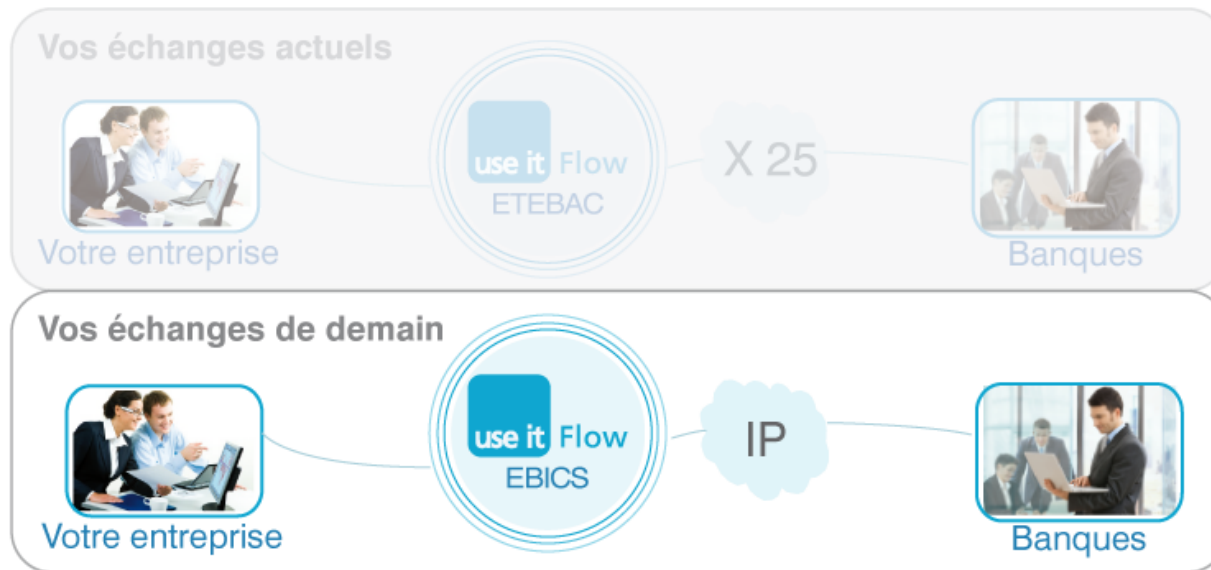 Vos échanges actuels
use it Flow
ETEBAC
X 25
Votre entreprise
Banques
Vos échanges de demain
use it Flow
EBICS
IP
Votre entreprise
Banques